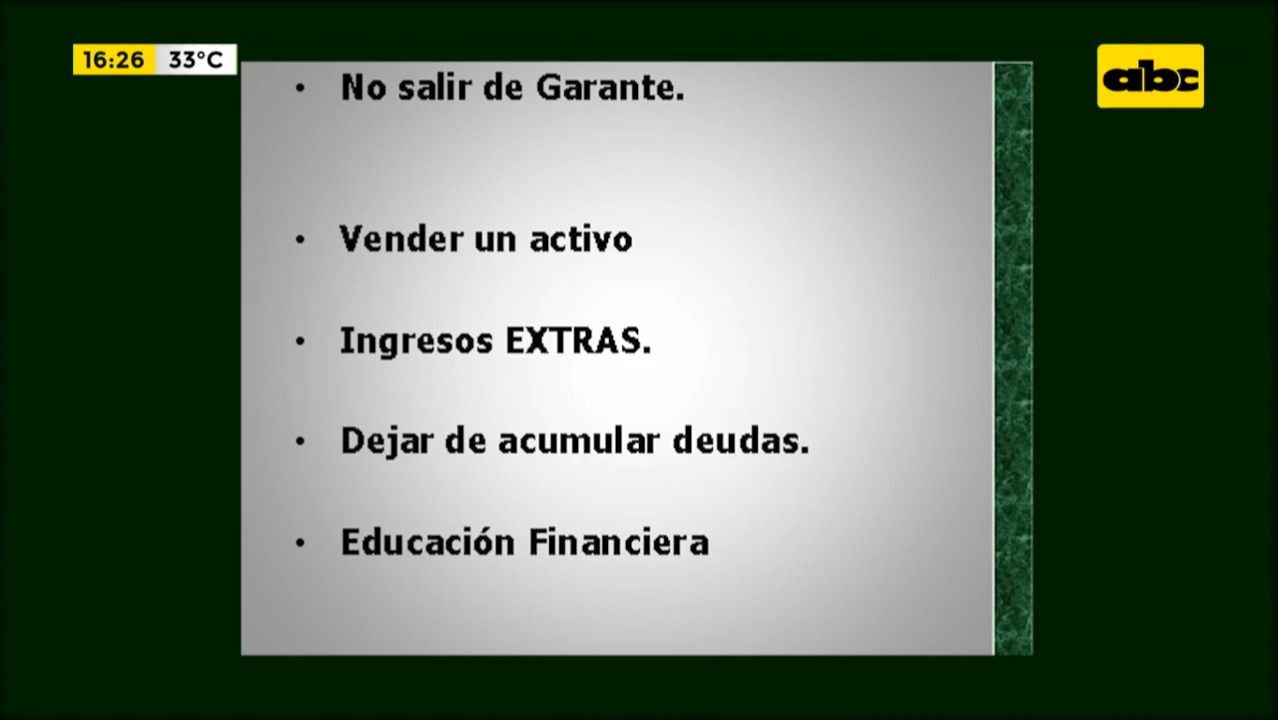 16:26 33°C
abc
• No salir de Garante.
• Vender un activo
• Ingresos EXTRAS.
• Dejar de acumular deudas.
• Educación Financiera